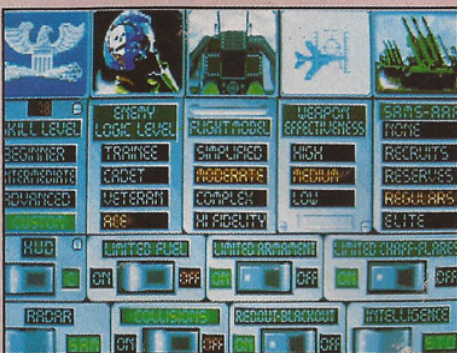 78
SKILL LEVEL
BEGINNER
INTERMEDIATE
ADVANCED
CUSTOM
ENEMY
LOGIC LEVEL
TRAINEE
CADET
VETERAN
ACE
FLIGHT MODEL
SIMPLIFIED
MODERATE
COMPLEX
HI FIDELITY
WEAPON
EFFECTIVENESS
HIGH
MEDIUM
LOW
SAMS-AAA
NONE
RECRUITS
RESERVES
REGULARS
ELITE
HUD
LIMITED FUEL
ON OFF
LIMITED ARMAMENT
ON OFF
LIMITED CHAFF-FLARES
ON OFF
RADAR
SAM
COLLISIONS
ON OFF
REDOUT-BLACKOUT
ON OFF
INTELLIGENCE